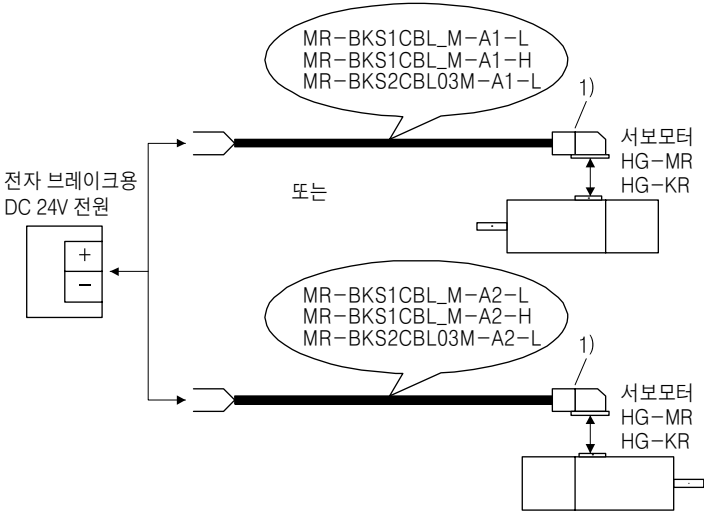 MR-BKS1CBL_M-A1-L
MR-BKS1CBL_M-A1-H
MR-BKS2CBL03M-A1-L
1)
서보모터
HG-MR
HG-KR
전자 브레이크용
DC 24V 전원
또는
+
-
MR-BKS1CBL_M-A2-L
MR-BKS1CBL_M-A2-H
MR-BKS2CBL03M-A2-L
1)
서보모터
HG-MR
HG-KR